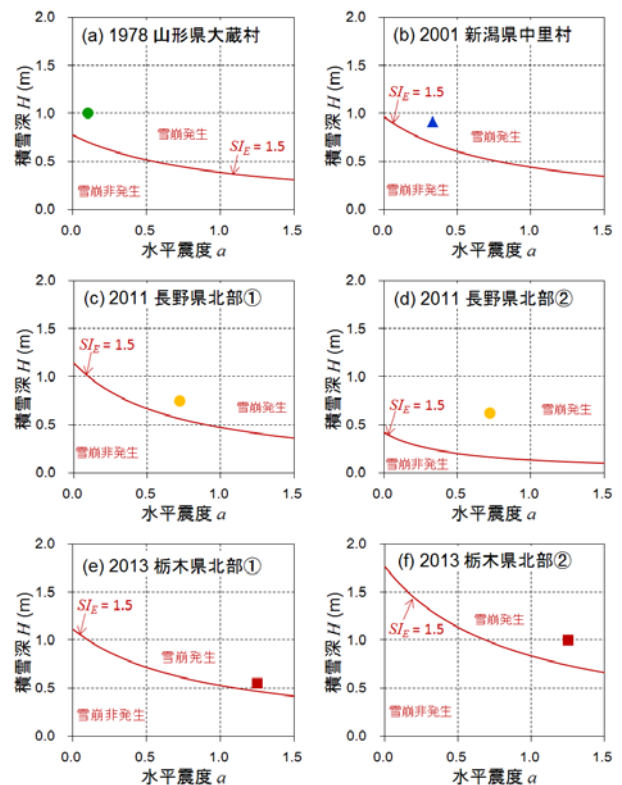 (a) 1978 山形県大蔵村
積雪深 H (m)
2.0
1.5
1.0
0.5
0.0
雪崩発生
SI_E = 1.5
雪崩非発生
0.0 0.5 1.0 1.5
水平震度 a
(b) 2001 新潟県中里村
積雪深 H (m)
2.0
1.5
1.0
0.5
0.0
SI_E = 1.5
雪崩発生
雪崩非発生
0.0 0.5 1.0 1.5
水平震度 a
(c) 2011 長野県北部①
積雪深 H (m)
2.0
1.5
1.0
0.5
0.0
SI_E = 1.5
雪崩発生
雪崩非発生
0.0 0.5 1.0 1.5
水平震度 a
(d) 2011 長野県北部②
積雪深 H (m)
2.0
1.5
1.0
0.5
0.0
SI_E = 1.5
雪崩発生
雪崩非発生
0.0 0.5 1.0 1.5
水平震度 a
(e) 2013 栃木県北部①
積雪深 H (m)
2.0
1.5
1.0
0.5
0.0
SI_E = 1.5
雪崩発生
雪崩非発生
0.0 0.5 1.0 1.5
水平震度 a
(f) 2013 栃木県北部②
積雪深 H (m)
2.0
1.5
1.0
0.5
0.0
SI_E = 1.5
雪崩発生
雪崩非発生
0.0 0.5 1.0 1.5
水平震度 a